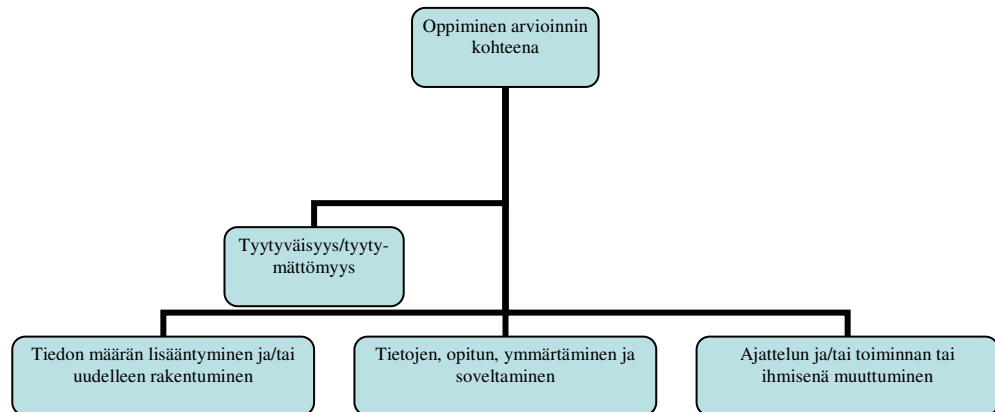 Oppiminen arvioinnin
kohteena
Tyytyväisyys/tyyty-
mättömyys
Tiedon määrän lisääntyminen ja/tai
uudelleen rakentuminen
Tietojen, opitun, ymmärtäminen ja
soveltaminen
Ajattelun ja/tai toiminnan tai
ihmisenä muuttuminen